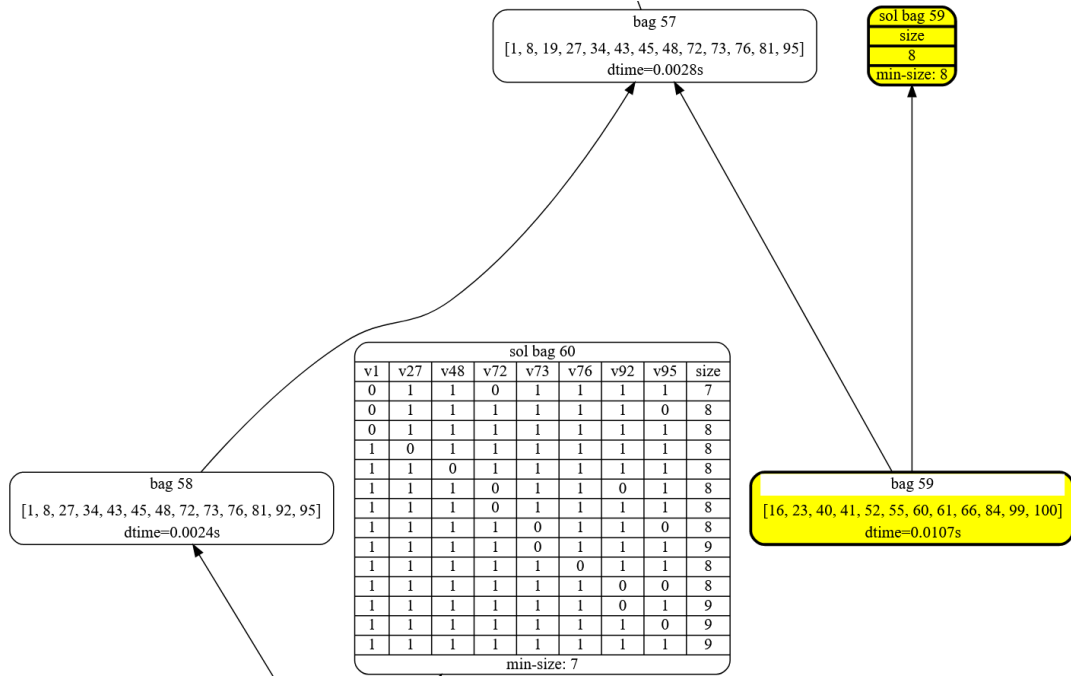 bag 57
[1, 8, 19, 27, 34, 43, 45, 48, 72, 73, 76, 81, 95]
dtime=0.0028s
sol bag 59
size
8
min-size: 8
sol bag 60
v1 v27 v48 v72 v73 v76 v92 v95 size
0 1 1 0 1 1 1 1 7
0 1 1 1 1 1 1 0 8
0 1 1 1 1 1 1 1 8
1 0 1 1 1 1 1 1 8
1 1 0 1 1 1 1 1 8
1 1 1 0 1 1 0 1 8
1 1 1 0 1 1 1 1 8
1 1 1 1 0 1 1 0 8
1 1 1 1 0 1 1 1 9
1 1 1 1 1 0 1 1 8
1 1 1 1 1 1 0 0 8
1 1 1 1 1 1 0 1 9
1 1 1 1 1 1 1 0 9
1 1 1 1 1 1 1 1 9
min-size: 7
bag 58
[1, 8, 27, 34, 43, 45, 48, 72, 73, 76, 81, 92, 95]
dtime=0.0024s
bag 59
[16, 23, 40, 41, 52, 55, 60, 61, 66, 84, 99, 100]
dtime=0.0107s